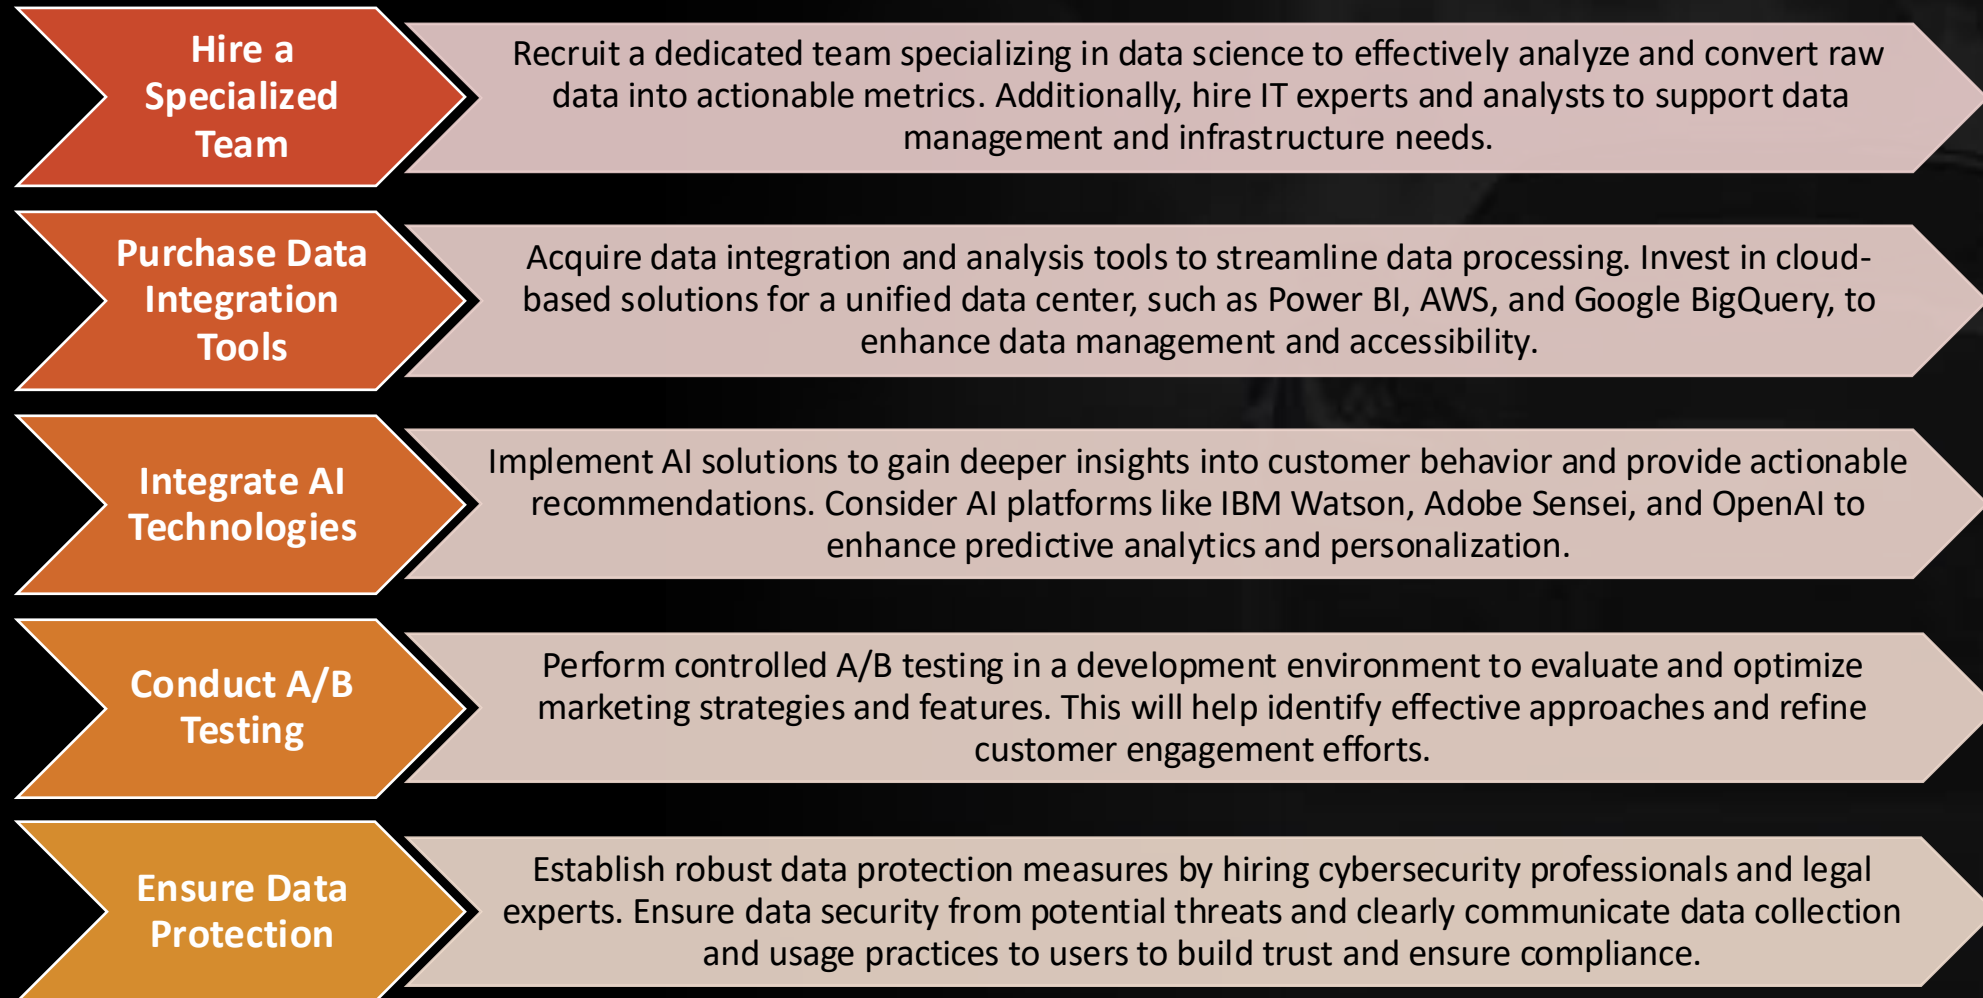 Hire a
Specialized
Team
Recruit a dedicated team specializing in data science to effectively analyze and convert raw
data into actionable metrics. Additionally, hire IT experts and analysts to support data
management and infrastructure needs.
Purchase Data
Integration
Tools
Acquire data integration and analysis tools to streamline data processing. Invest in cloud-
based solutions for a unified data center, such as Power BI, AWS, and Google BigQuery, to
enhance data management and accessibility.
Integrate AI
Technologies
Implement AI solutions to gain deeper insights into customer behavior and provide actionable
recommendations. Consider AI platforms like IBM Watson, Adobe Sensei, and OpenAI to
enhance predictive analytics and personalization.
Conduct A/B
Testing
Perform controlled A/B testing in a development environment to evaluate and optimize
marketing strategies and features. This will help identify effective approaches and refine
customer engagement efforts.
Ensure Data
Protection
Establish robust data protection measures by hiring cybersecurity professionals and legal
experts. Ensure data security from potential threats and clearly communicate data collection
and usage practices to users to build trust and ensure compliance.